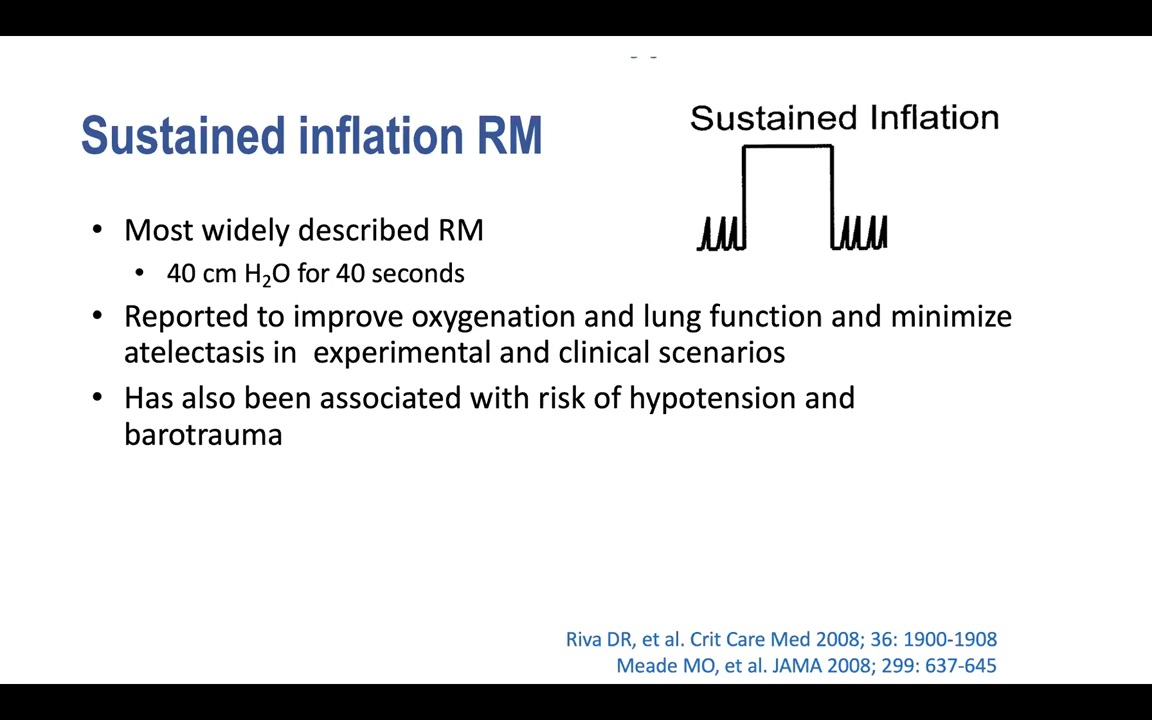 Sustained inflation RM
Sustained Inflation
• Most widely described RM
• 40 cm H₂O for 40 seconds
• Reported to improve oxygenation and lung function and minimize
atelectasis in  experimental and clinical scenarios
• Has also been associated with risk of hypotension and
barotrauma
Riva DR, et al. Crit Care Med 2008; 36: 1900-1908
Meade MO, et al. JAMA 2008; 299: 637-645